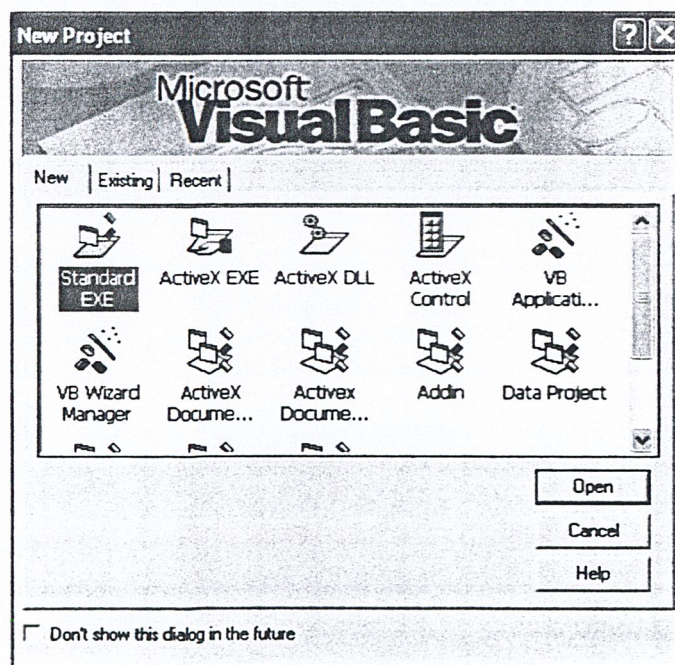 New Project
Microsoft
Visual Basic
New Existing Recent
Standard EXE
ActiveX EXE
ActiveX DLL
ActiveX Control
VB Applicati...
VB Wizard Manager
ActiveX Docume...
Activex Docume...
Addin
Data Project
Open
Cancel
Help
Don't show this dialog in the future